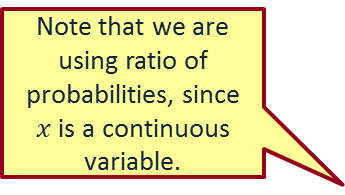 Note that we are
using ratio of
probabilities, since
𝑥 is a continuous
variable.